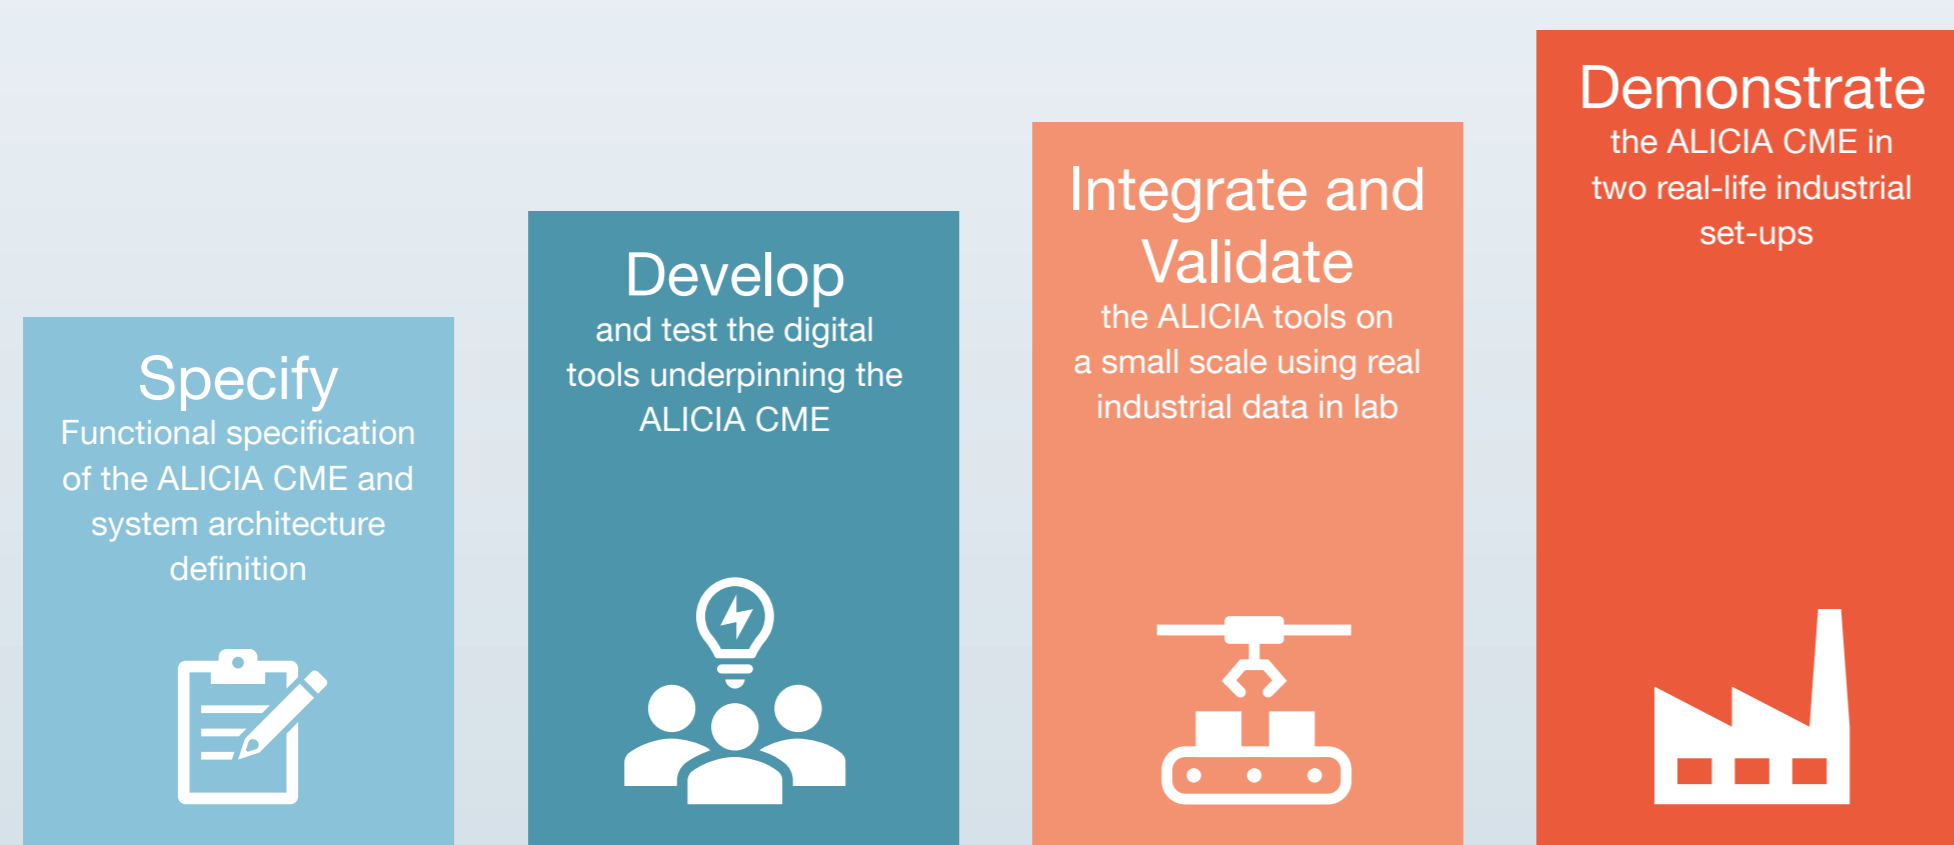 Specify
Functional specification
of the ALICIA CME and
system architecture
definition
Develop
and test the digital
tools underpinning the
ALICIA CME
Integrate and
Validate
the ALICIA tools on
a small scale using real
industrial data in lab
Demonstrate
the ALICIA CME in
two real-life industrial
set-ups